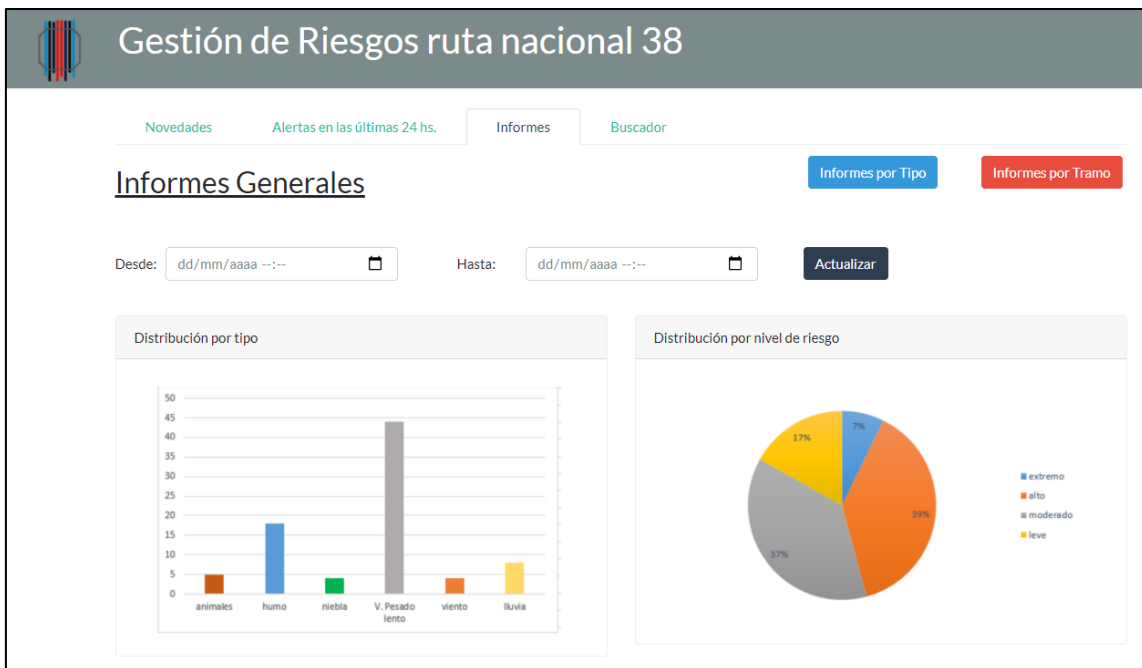 Gestión de Riesgos ruta nacional 38
Novedades
Alertas en las últimas 24 hs.
Informes
Buscador
Informes Generales
Informes por Tipo
Informes por Tramo
Desde:
dd/mm/aaaa --:--
Hasta:
dd/mm/aaaa --:--
Actualizar
Distribución por tipo
50
45
40
35
30
25
20
15
10
5
0
animales
humo
niebla
V. Pesado
lento
viento
lluvia
Distribución por nivel de riesgo
7%
17%
39%
37%
extremo
alto
moderado
leve